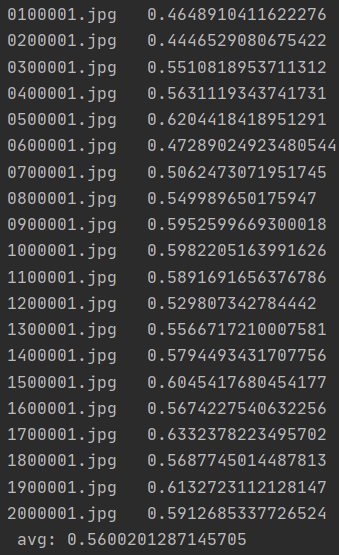 0100001.jpg   0.4648910411622276
0200001.jpg   0.4446529080675422
0300001.jpg   0.5510818953711312
0400001.jpg   0.5631119343741731
0500001.jpg   0.6204418418951291
0600001.jpg   0.47289024923480544
0700001.jpg   0.5062473071951745
0800001.jpg   0.549989650175947
0900001.jpg   0.5952599669300018
1000001.jpg   0.5982205163991626
1100001.jpg   0.5891691656376786
1200001.jpg   0.529807342784442
1300001.jpg   0.5566717210007581
1400001.jpg   0.5794493431707756
1500001.jpg   0.6045417680454177
1600001.jpg   0.5674227540632256
1700001.jpg   0.6332378223495702
1800001.jpg   0.5687745014487813
1900001.jpg   0.6132723112128147
2000001.jpg   0.5912685337726524
 avg: 0.5600201287145705